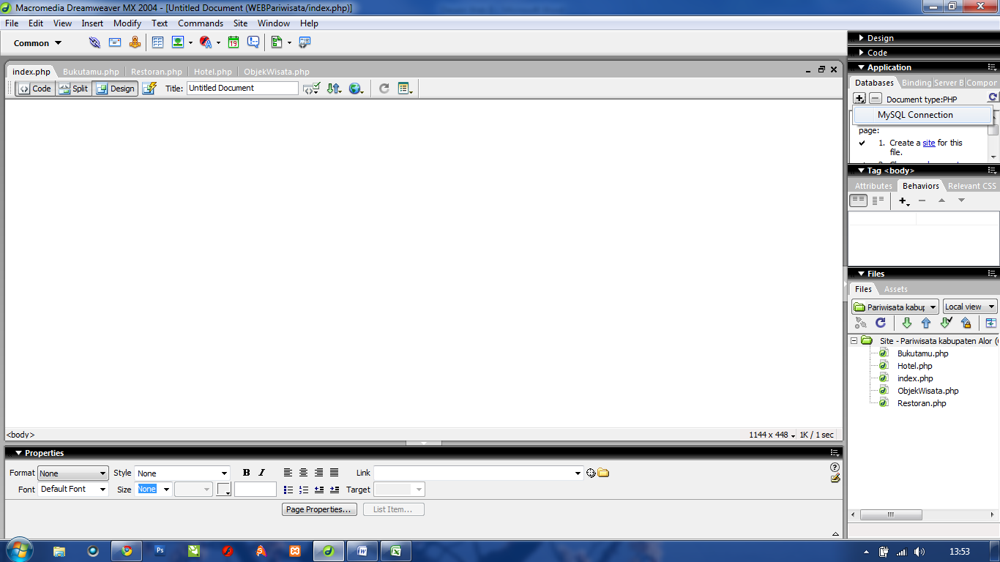 Macromedia Dreamweaver MX 2004 - [Untitled Document (WEBPariwisata/index.php)]
File Edit View Insert Modify Text Commands Site Window Help
Common
19
index.php Bukutamu.php Restoran.php Hotel.php ObjekWisata.php
Code Split Design Title: Untitled Document
Design
Code
Application
Databases Binding Server B Compor
Document type:PHP
MySQL Connection
page:
1. Create a site for this
file.
Tag <body>
Attributes Behaviors Relevant CSS
Files
Files Assets
Pariwisata kabup Local view
Site - Pariwisata kabupaten Alor (
Bukutamu.php
Hotel.php
index.php
ObjekWisata.php
Restoran.php
<body> 1144 x 448 1K / 1 sec
Properties
Format None Style None B I Link
Font Default Font Size None Target
Page Properties... List Item...
Ps W X 13:53